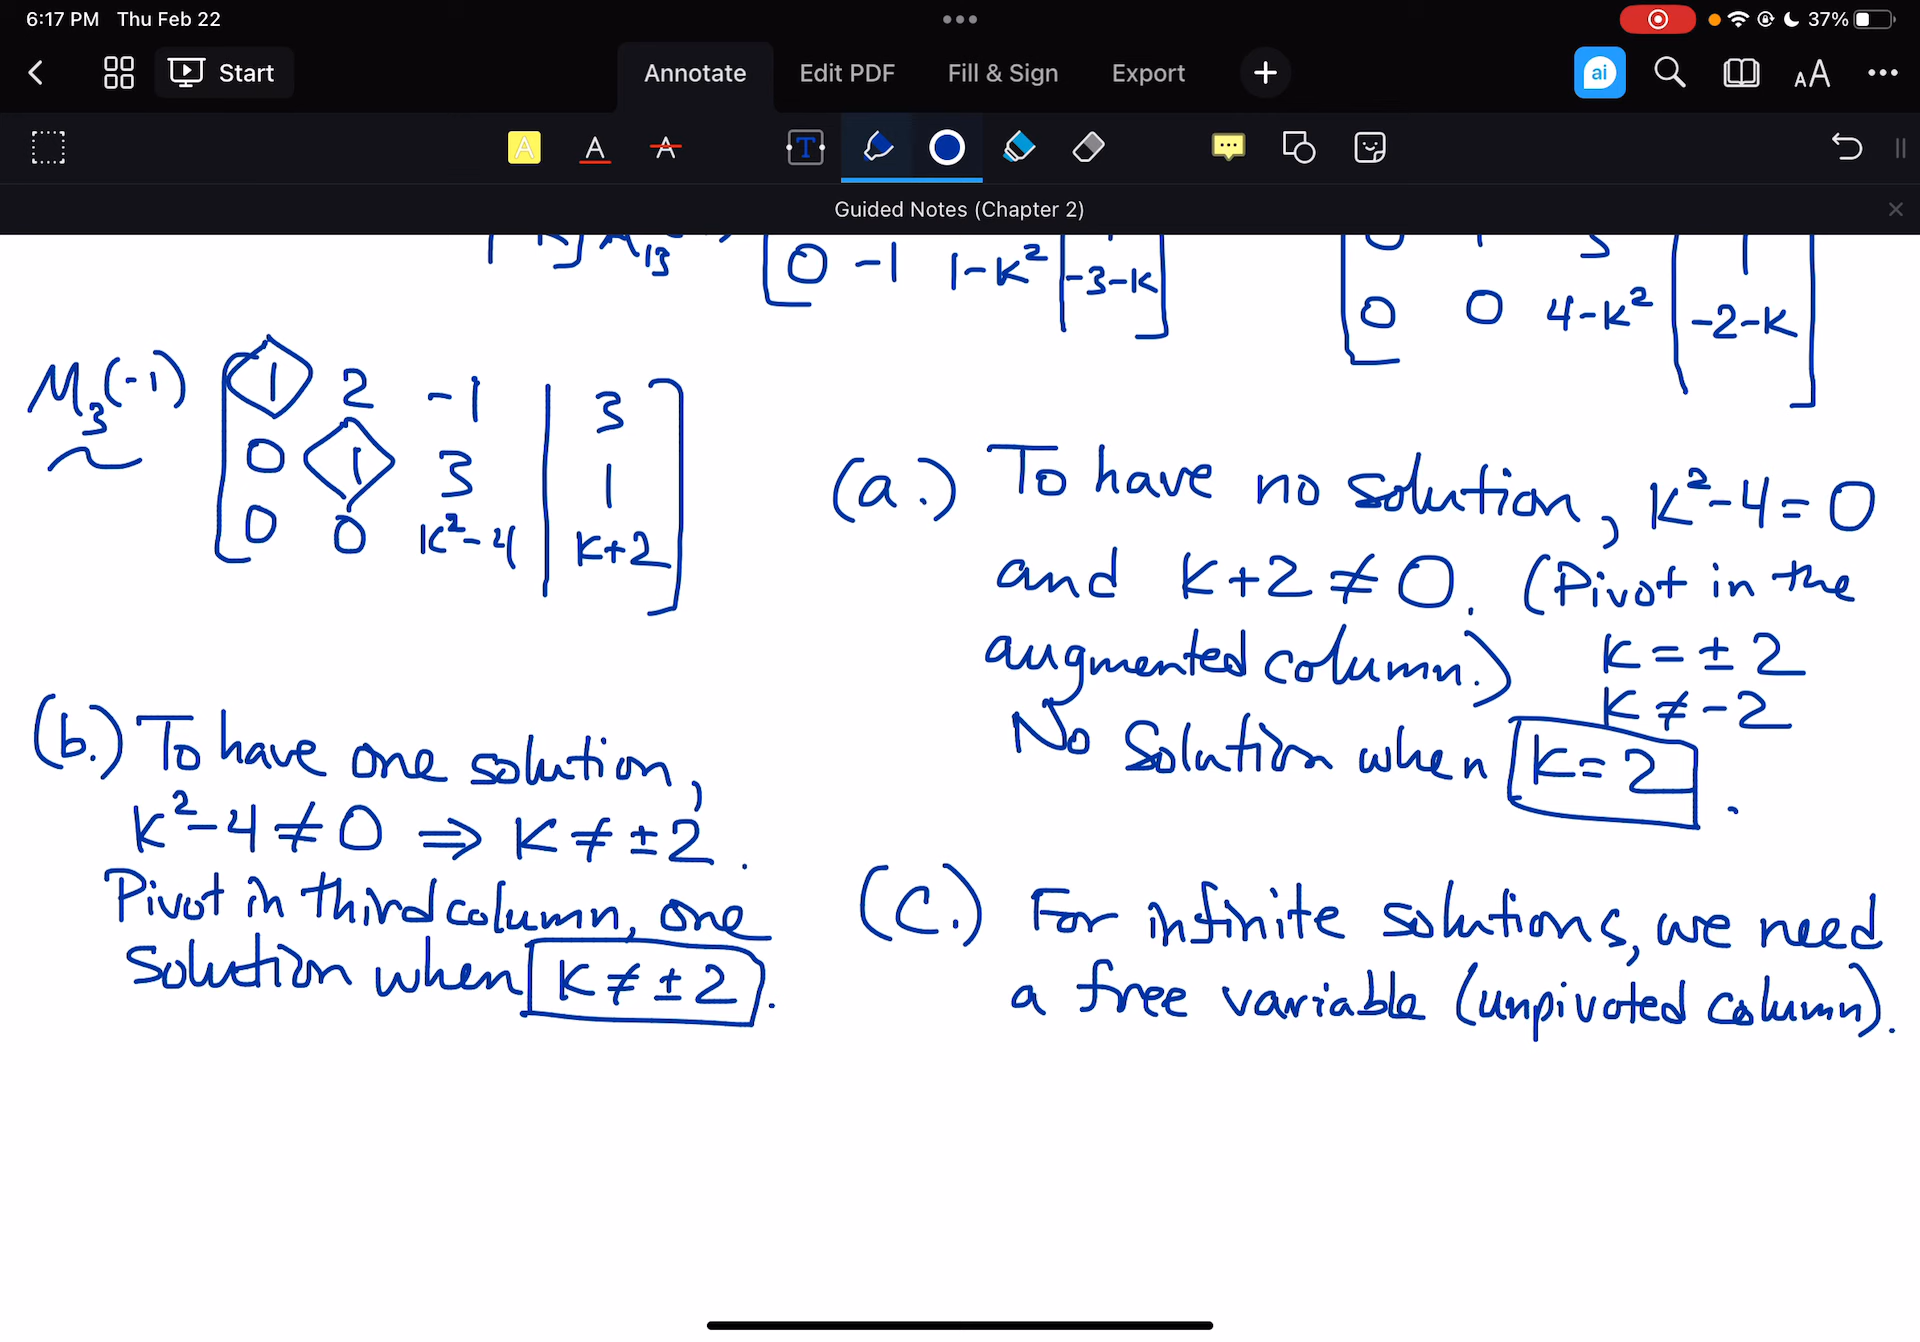 6:17 PM Thu Feb 22
37%
Start
Annotate
Edit PDF
Fill & Sign
Export
ai
AA
A A A T
Guided Notes (Chapter 2)
A₁₃
0 -1 1-K² | -3-K
0 0 4-K² | -2-K
M₃(-1)
~
1 2 -1 | 3
0 1 3 | 1
0 0 K²-4 | K+2
(a.) To have no solution, K²-4=0
and K+2≠0. (Pivot in the
augmented column.)
K=±2
K≠-2
No Solution when K=2.
(b.) To have one solution,
K²-4≠0 ⇒ K≠±2.
Pivot in third column, one
Solution when K≠±2.
(C.) For infinite solutions, we need
a free variable (unpivoted column).